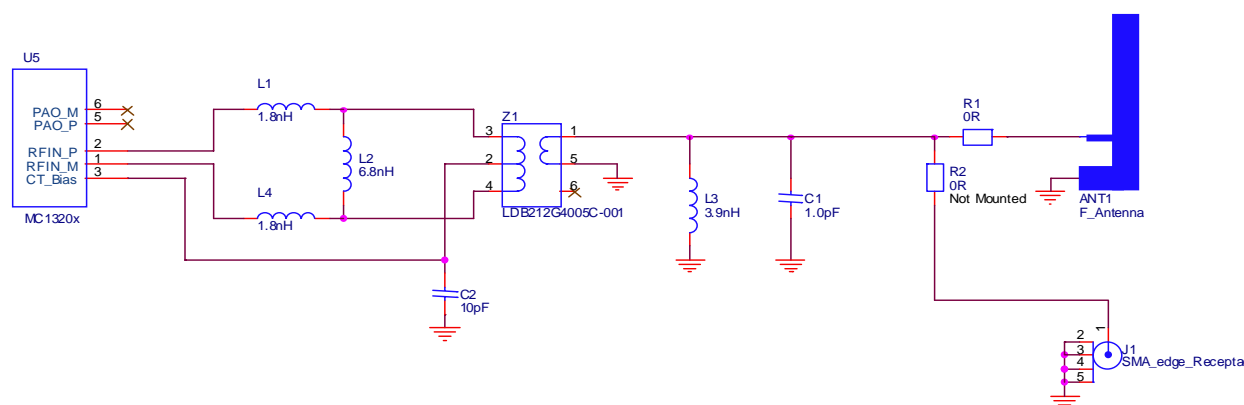 U5
PAO_M
6
PAO_P
5
RFIN_P
2
RFIN_M
1
CT_Bias
3
MC1320x
L1
1.8nH
L2
6.8nH
L4
1.8nH
C2
10pF
Z1
3
2
4
1
5
6
LDB212G4005C-001
L3
3.9nH
C1
1.0pF
R1
0R
R2
0R
Not Mounted
ANT1
F_Antenna
1
2
3
4
5
J1
SMA_edge_Recepta